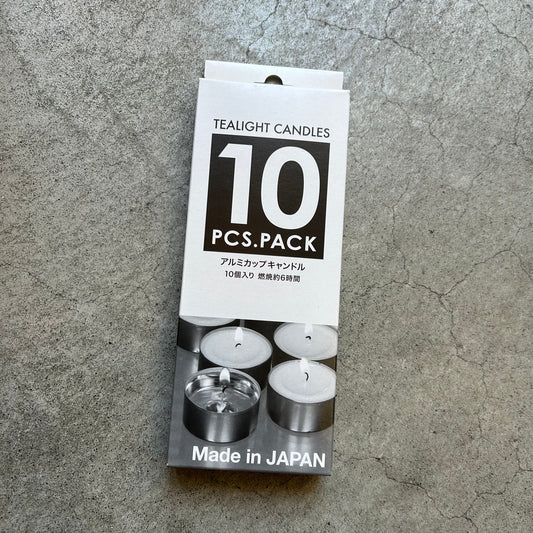 TEALIGHT CANDLES
10
PCS.PACK
アルミカップキャンドル
10個入り 燃焼約6時間
Made in JAPAN